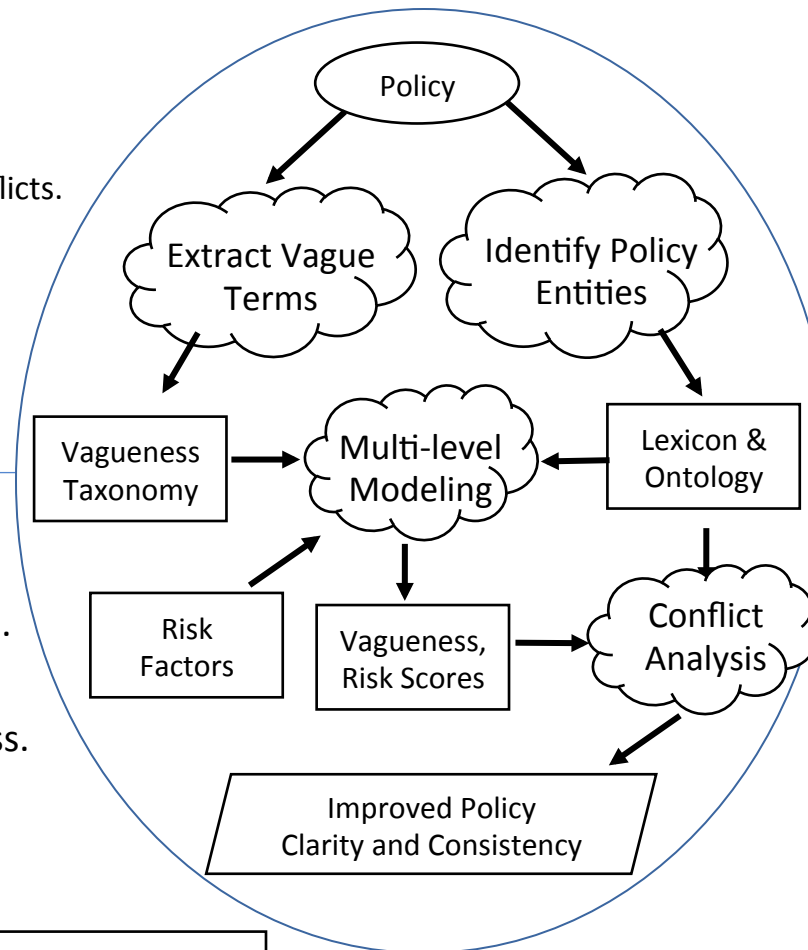 Policy
licts.
Extract Vague
Terms
Identify Policy
Entities
Vagueness
Taxonomy
Multi-level
Modeling
Lexicon &
Ontology
Risk
Factors
.
Vagueness,
Risk Scores
Conflict
Analysis
s.
Improved Policy
Clarity and Consistency